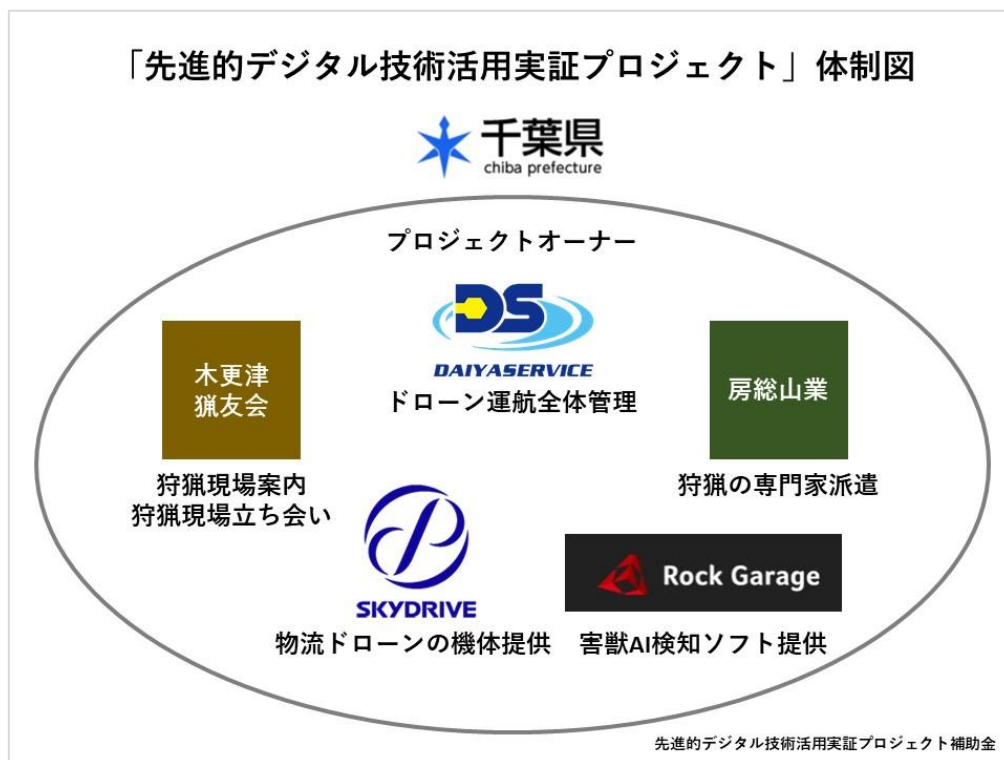 「先進的デジタル技術活用実証プロジェクト」体制図
千葉県
chiba prefecture
プロジェクトオーナー
DS
DAIYASERVICE
ドローン運航全体管理
木更津
猟友会
狩猟現場案内
狩猟現場立ち会い
房総山業
狩猟の専門家派遣
SKYDRIVE
物流ドローンの機体提供
Rock Garage
害獣AI検知ソフト提供
先進的デジタル技術活用実証プロジェクト補助金